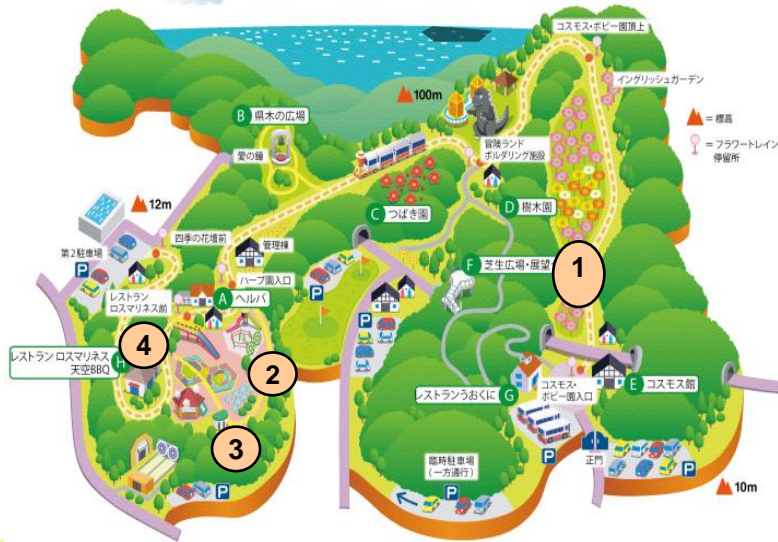 コスモス・ポピー園頂上
イングリッシュガーデン
100m
=標高
=フラワートレイン
停留所
B 県木の広場
愛の鐘
冒険ランド
ボルダリング施設
12m
D 樹木園
C つばき園
第2駐車場
P
四季の花壇前
管理棟
F 芝生広場・展望
1
ハーブ園入口
P
A ヘルバ
レストラン
ロスマリネス前
P
4
レストラン ロスマリネス
天空BBQ
H
2
E コスモス館
レストランうおくに G
コスモス・
ポピー園入口
3
臨時駐車場
(一方通行)
P
正門
P
P
P
10m